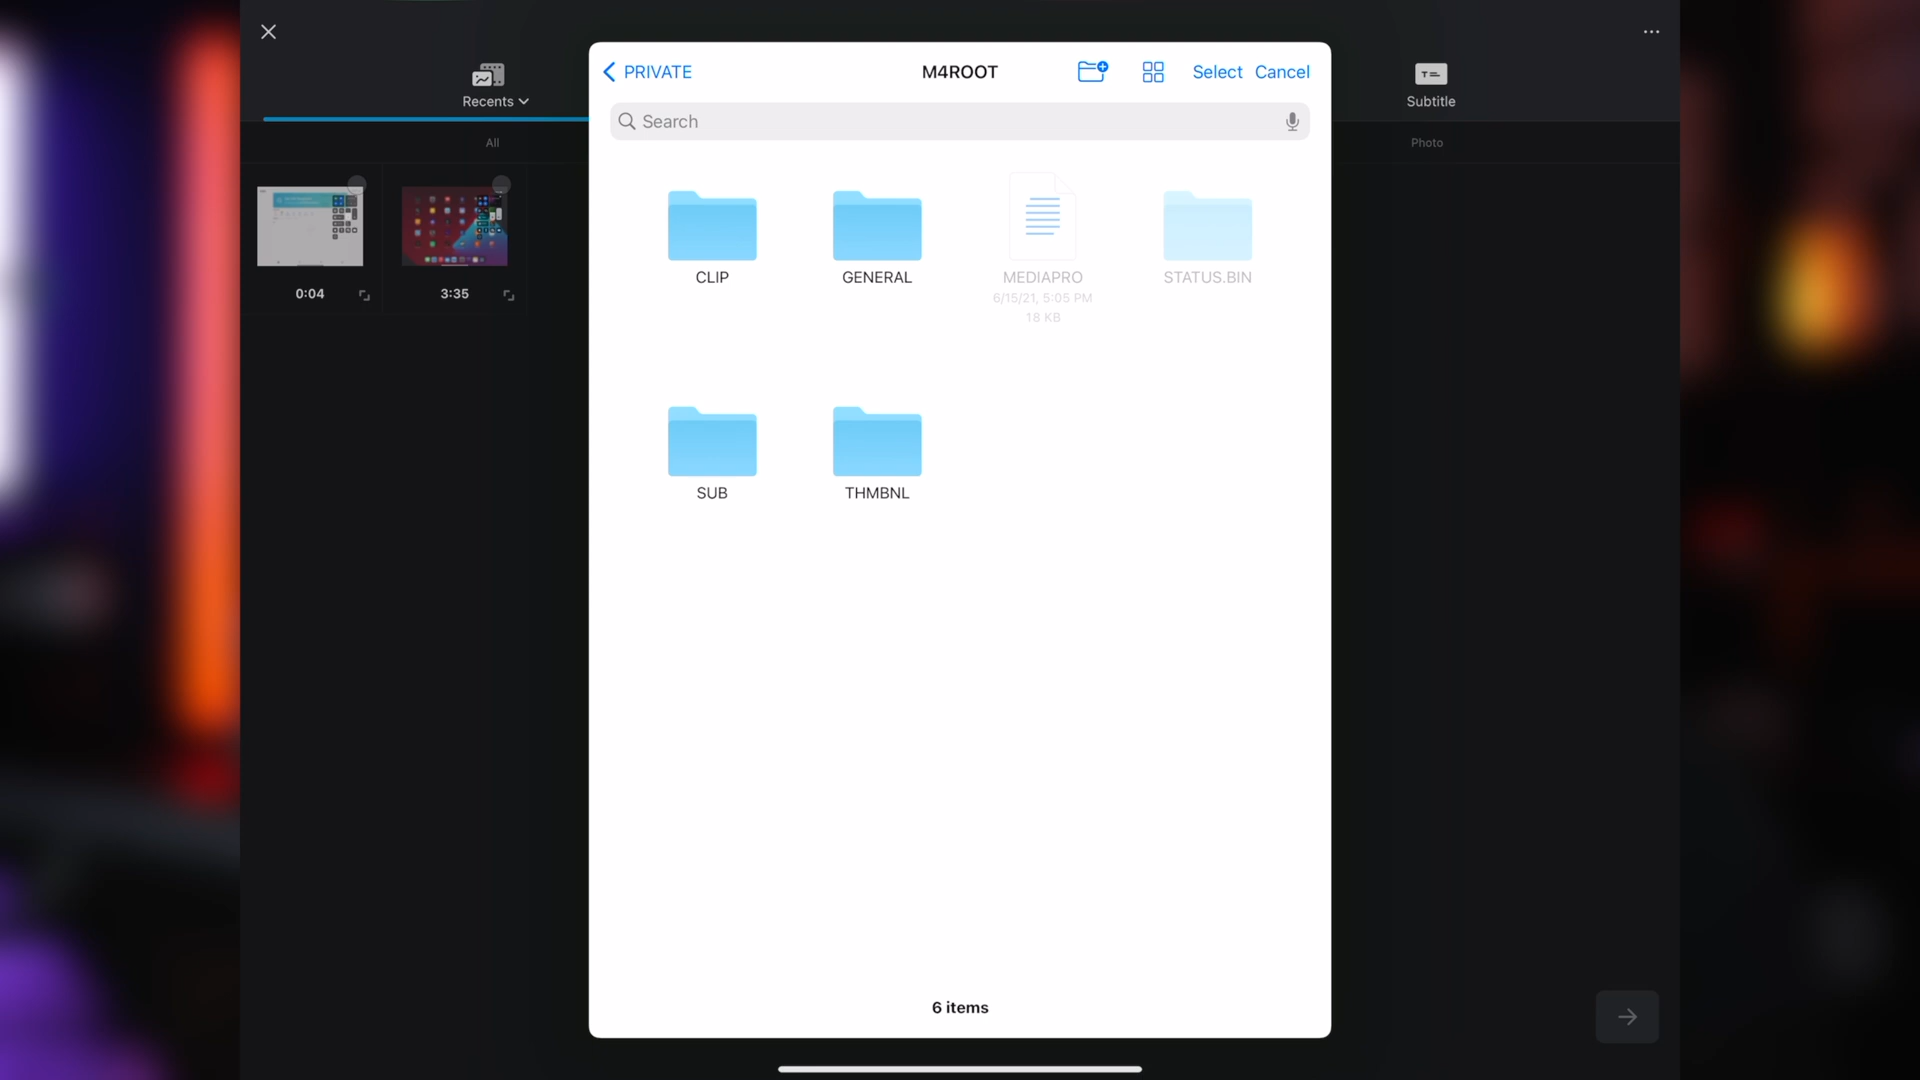 PRIVATE
M4ROOT
Select
Cancel
Recents
Subtitle
Search
All
Photo
CLIP
GENERAL
MEDIAPRO
6/15/21, 5:05 PM
18 KB
STATUS.BIN
0:04
3:35
SUB
THMBNL
6 items